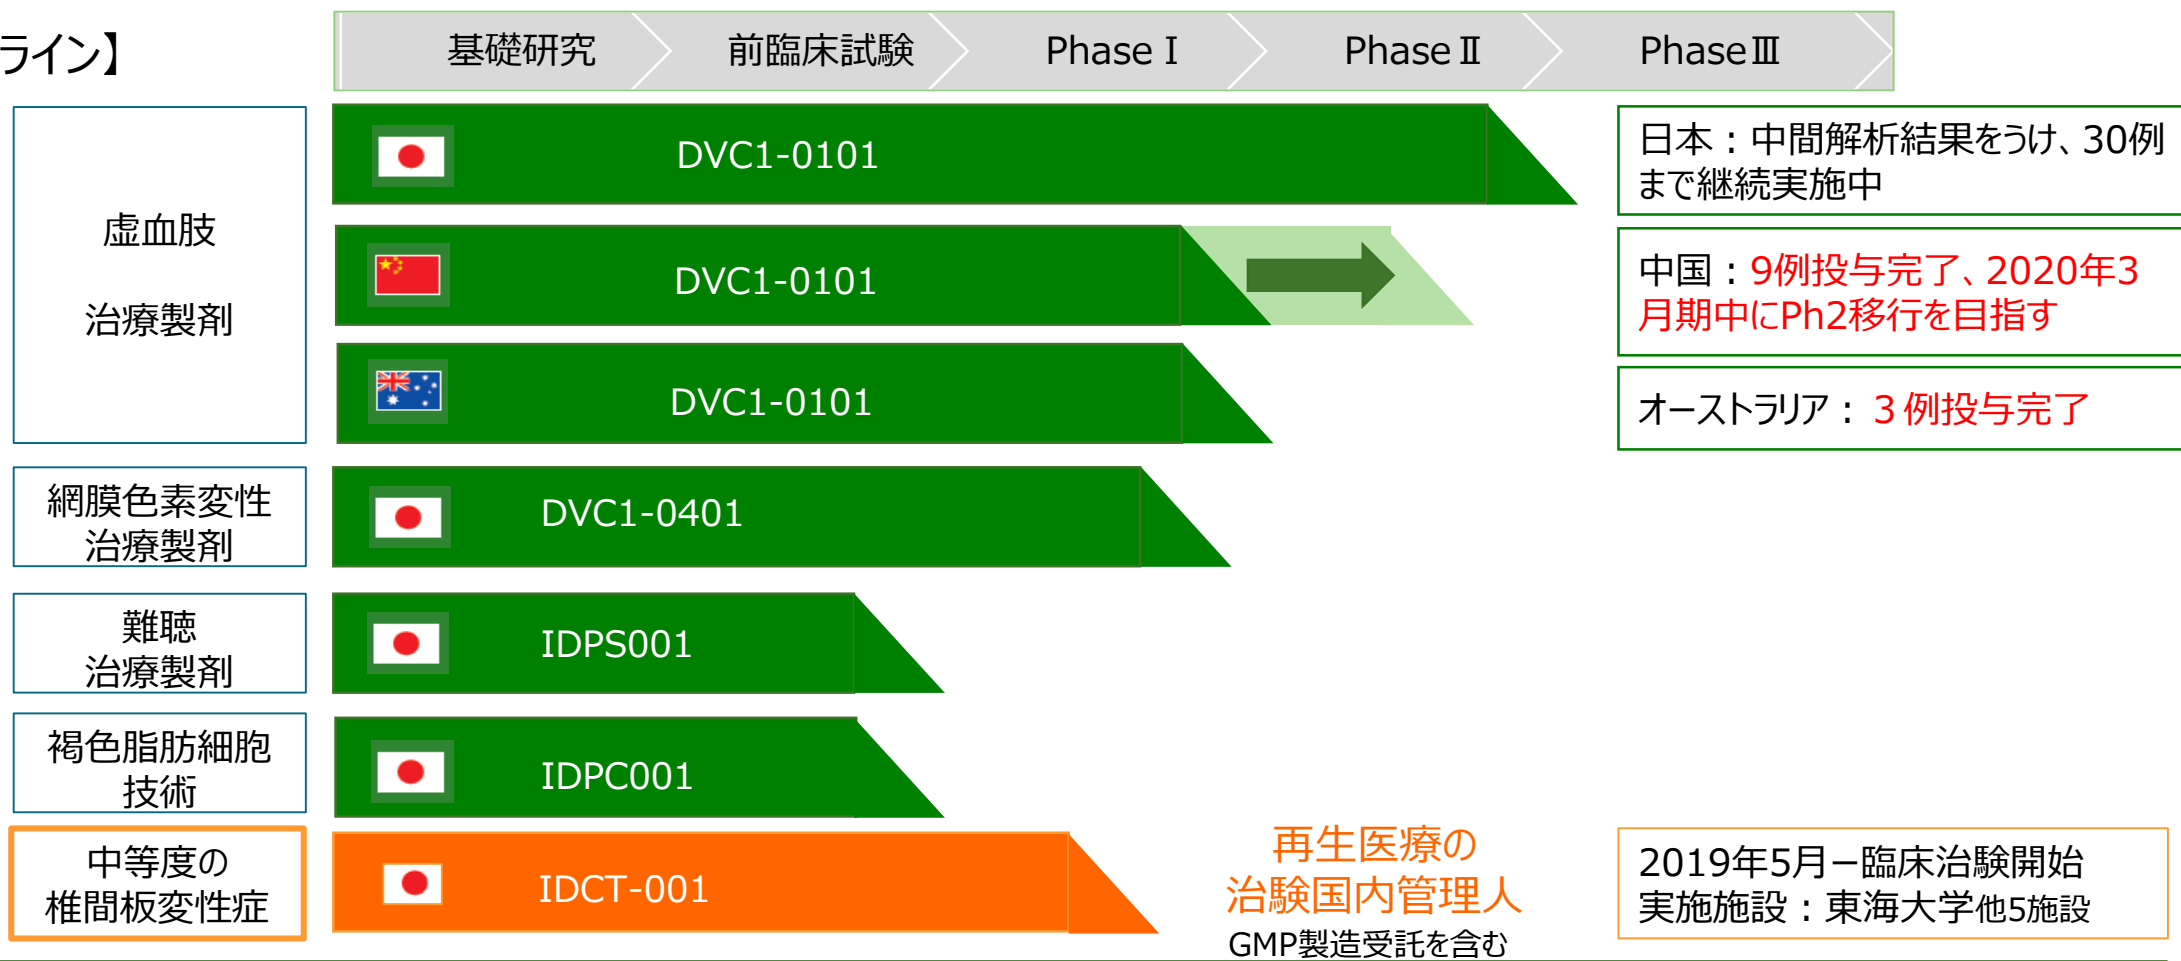 ライン】
基礎研究
前臨床試験
Phase Ⅰ
Phase Ⅱ
PhaseⅢ
虚血肢
治療製剤
DVC1-0101
日本：中間解析結果をうけ、30例
まで継続実施中
DVC1-0101
中国：9例投与完了、2020年3
月期中にPh2移行を目指す
DVC1-0101
オーストラリア：３例投与完了
網膜色素変性
治療製剤
DVC1-0401
難聴
治療製剤
IDPS001
褐色脂肪細胞
技術
IDPC001
中等度の
椎間板変性症
IDCT-001
再生医療の
治験国内管理人
GMP製造受託を含む
2019年5月－臨床治験開始
実施施設：東海大学他5施設